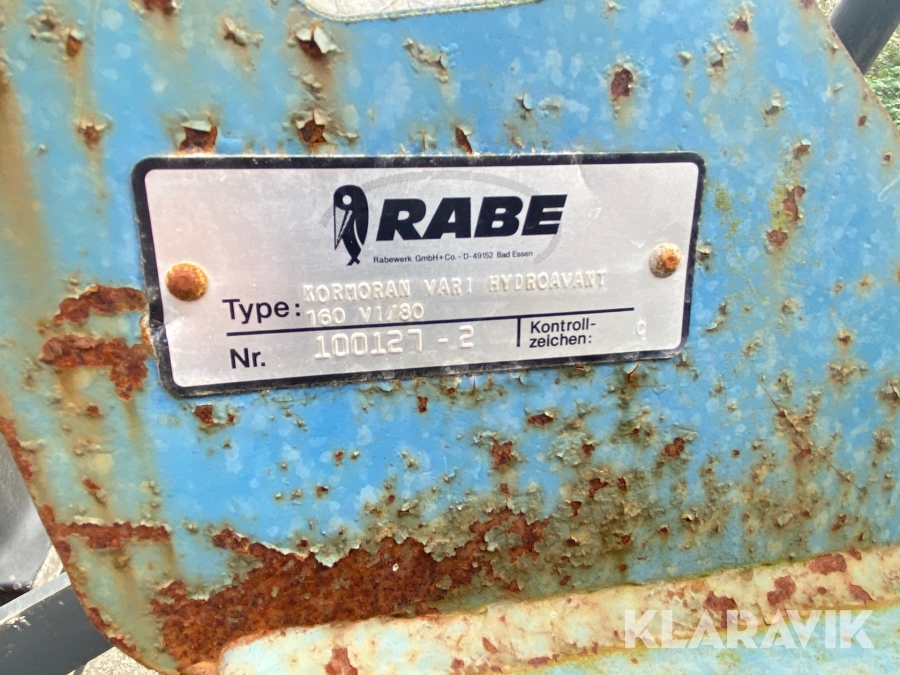 RABE
Rabewerk GmbH+Co. - D-49152 Bad Essen
Type: KORMORAN VARI HYDROAVANT
160 VI/80
Nr. 100127-2
Kontroll-
zeichen: C
KLARAVIK